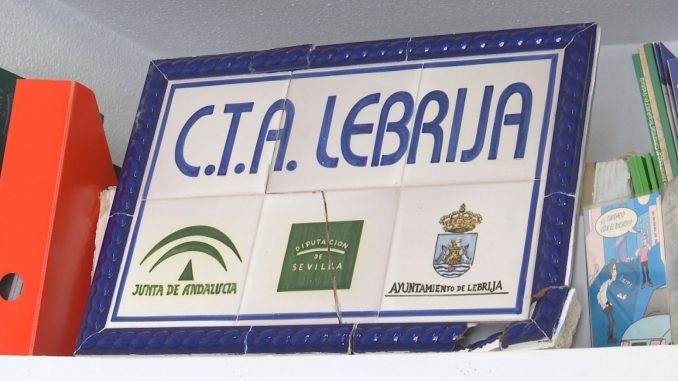 C.T.A. LEBRIJA
JUNTA DE ANDALUCIA
DIPUTACION
DE
SEVILLA
AYUNTAMIENTO DE LEBRIJA